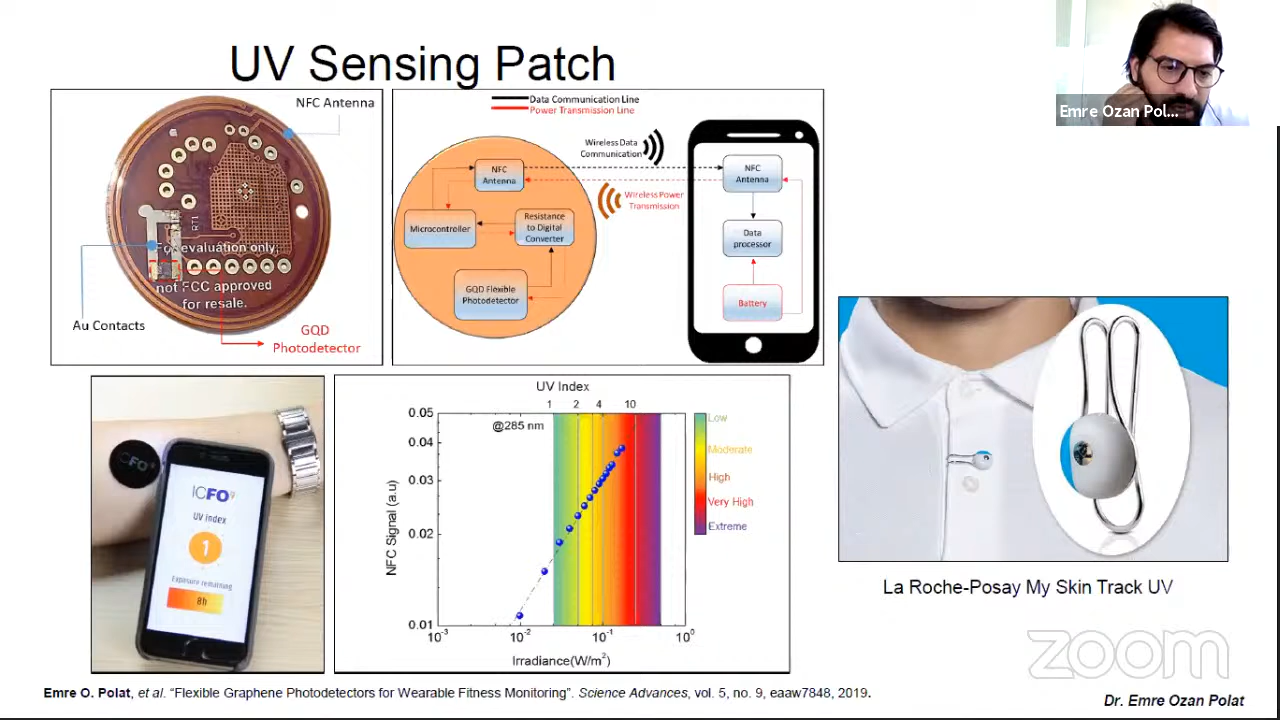 UV Sensing Patch
Emre Ozan Pol...
NFC Antenna
RT1
For evaluation only,
not FCC approved
for resale.
Au Contacts
GQD
Photodetector
Data Communication Line
Power Transmission Line
Wireless Data
Communication
Wireless Power
Transmission
NFC
Antenna
Microcontroller
Resistance
to Digital
Converter
GQD Flexible
Photodetector
NFC
Antenna
Data
processor
Battery
ICFO
ICFO
UV index
1
Exposure remaining
8h
UV Index
1 2 4 10
@285 nm
0.05
0.04
0.03
0.02
0.01
NFC Signal (a.u)
10-3 10-2 10-1 100
Irradiance(W/m2)
Low
Moderate
High
Very High
Extreme
La Roche-Posay My Skin Track UV
zoom
Emre O. Polat, et al. “Flexible Graphene Photodetectors for Wearable Fitness Monitoring”. Science Advances, vol. 5, no. 9, eaaw7848, 2019.
Dr. Emre Ozan Polat